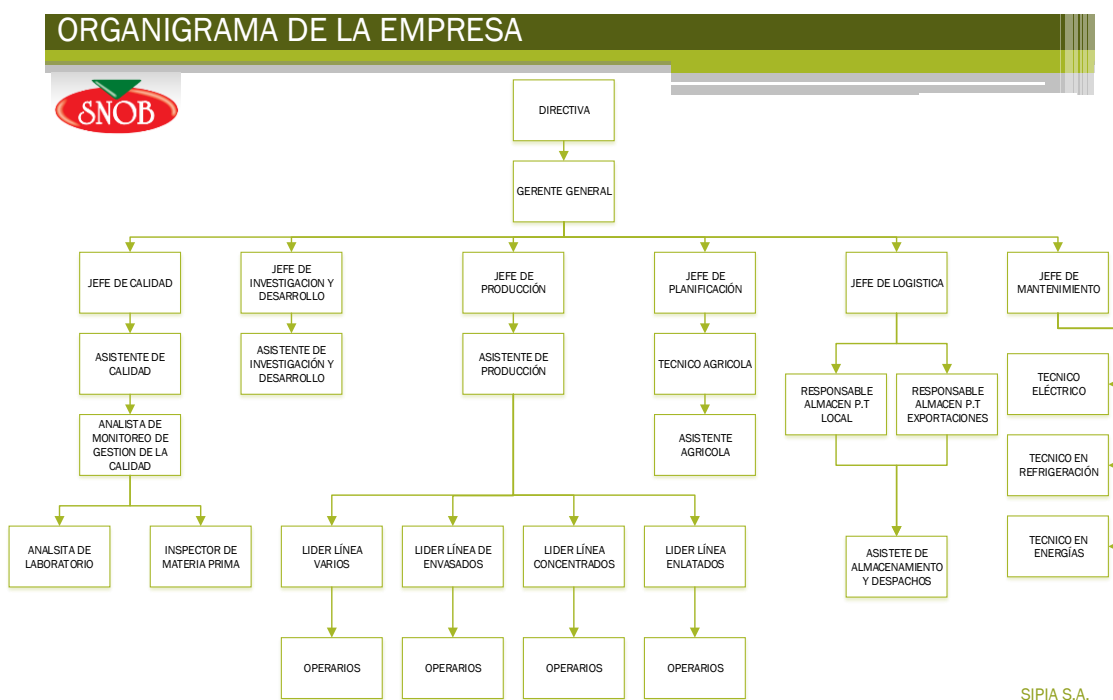 ORGANIGRAMA DE LA EMPRESA
SNOB
DIRECTIVA
GERENTE GENERAL
JEFE DE CALIDAD
JEFE DE
INVESTIGACION Y
DESARROLLO
JEFE DE
PRODUCCIÓN
JEFE DE
PLANIFICACIÓN
JEFE DE LOGISTICA
JEFE DE
MANTENIMIENTO
ASISTENTE DE
CALIDAD
ASISTENTE DE
INVESTIGACIÓN Y
DESARROLLO
ASISTENTE DE
PRODUCCIÓN
TECNICO AGRICOLA
RESPONSABLE
ALMACEN P.T
LOCAL
RESPONSABLE
ALMACEN P.T
EXPORTACIONES
TECNICO
ELÉCTRICO
ANALISTA DE
MONITOREO DE
GESTION DE LA
CALIDAD
ASISTENTE
AGRICOLA
TECNICO EN
REFRIGERACIÓN
ANALSITA DE
LABORATORIO
INSPECTOR DE
MATERIA PRIMA
LIDER LÍNEA
VARIOS
LIDER LÍNEA DE
ENVASADOS
LIDER LÍNEA
CONCENTRADOS
LIDER LÍNEA
ENLATADOS
ASISTETE DE
ALMACENAMIENTO
Y DESPACHOS
TECNICO EN
ENERGÍAS
OPERARIOS
OPERARIOS
OPERARIOS
OPERARIOS
SIPIA S.A.